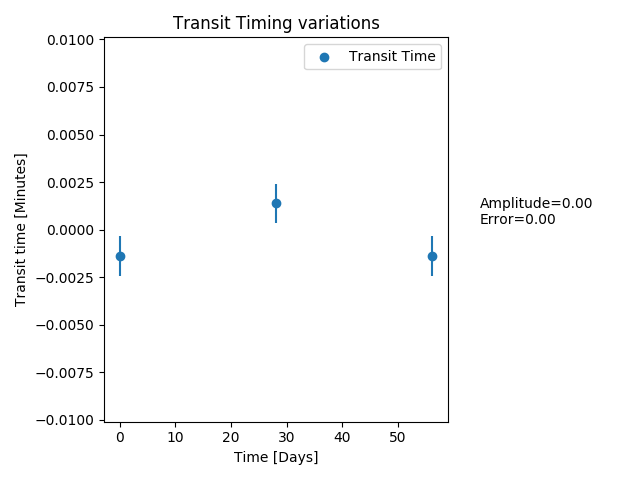 Transit Timing variations
0.0100
0.0075
0.0050
0.0025
0.0000
−0.0025
−0.0050
−0.0075
−0.0100
Transit time [Minutes]
Transit Time
Amplitude=0.00
Error=0.00
0 10 20 30 40 50
Time [Days]